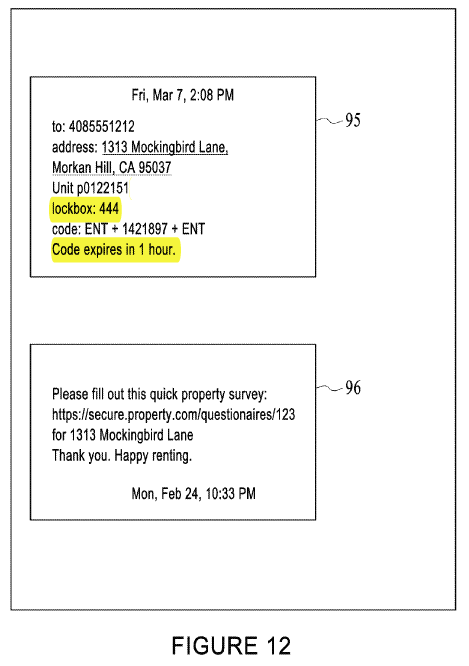 Fri, Mar 7, 2:08 PM
95
to: 4085551212
address: 1313 Mockingbird Lane,
Morkan Hill, CA 95037
Unit p0122151
lockbox: 444
code: ENT + 1421897 + ENT
Code expires in 1 hour.
96
Please fill out this quick property survey:
https://secure.property.com/questionaires/123
for 1313 Mockingbird Lane
Thank you. Happy renting.
Mon, Feb 24, 10:33 PM
FIGURE 12